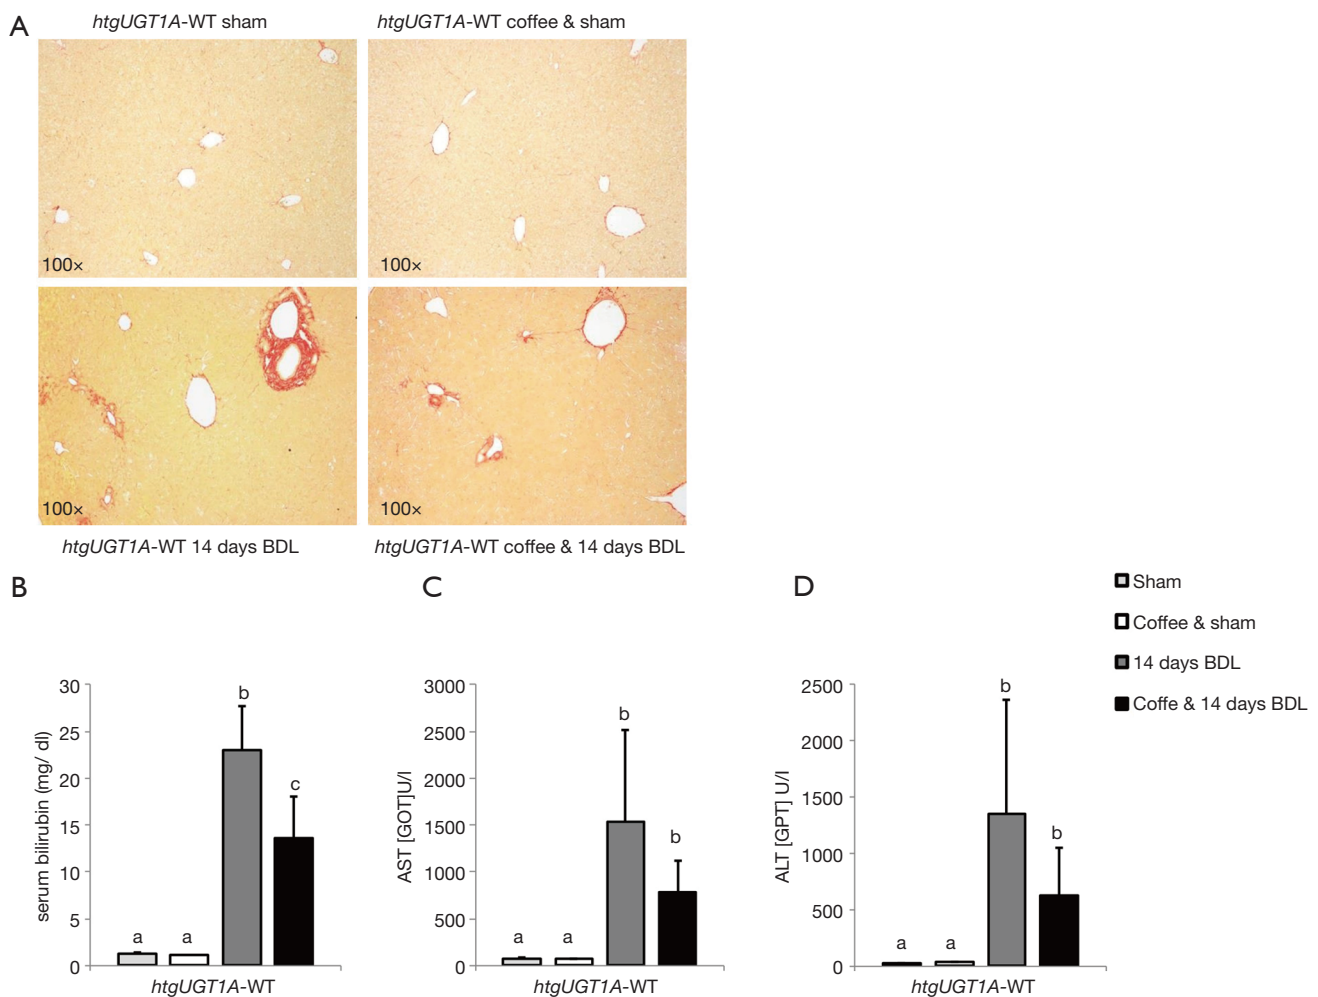 A
htgUGT1A-WT sham
htgUGT1A-WT coffee & sham
100×
100×
100×
100×
htgUGT1A-WT 14 days BDL
htgUGT1A-WT coffee & 14 days BDL
B
serum bilirubin (mg/ dl)
30
25
20
15
10
5
0
a
a
b
c
htgUGT1A-WT
C
AST [GOT]U/l
3000
2500
2000
1500
1000
500
0
a
a
b
b
htgUGT1A-WT
D
ALT [GPT] U/l
2500
2000
1500
1000
500
0
a
a
b
b
htgUGT1A-WT
Sham
Coffee & sham
14 days BDL
Coffe & 14 days BDL